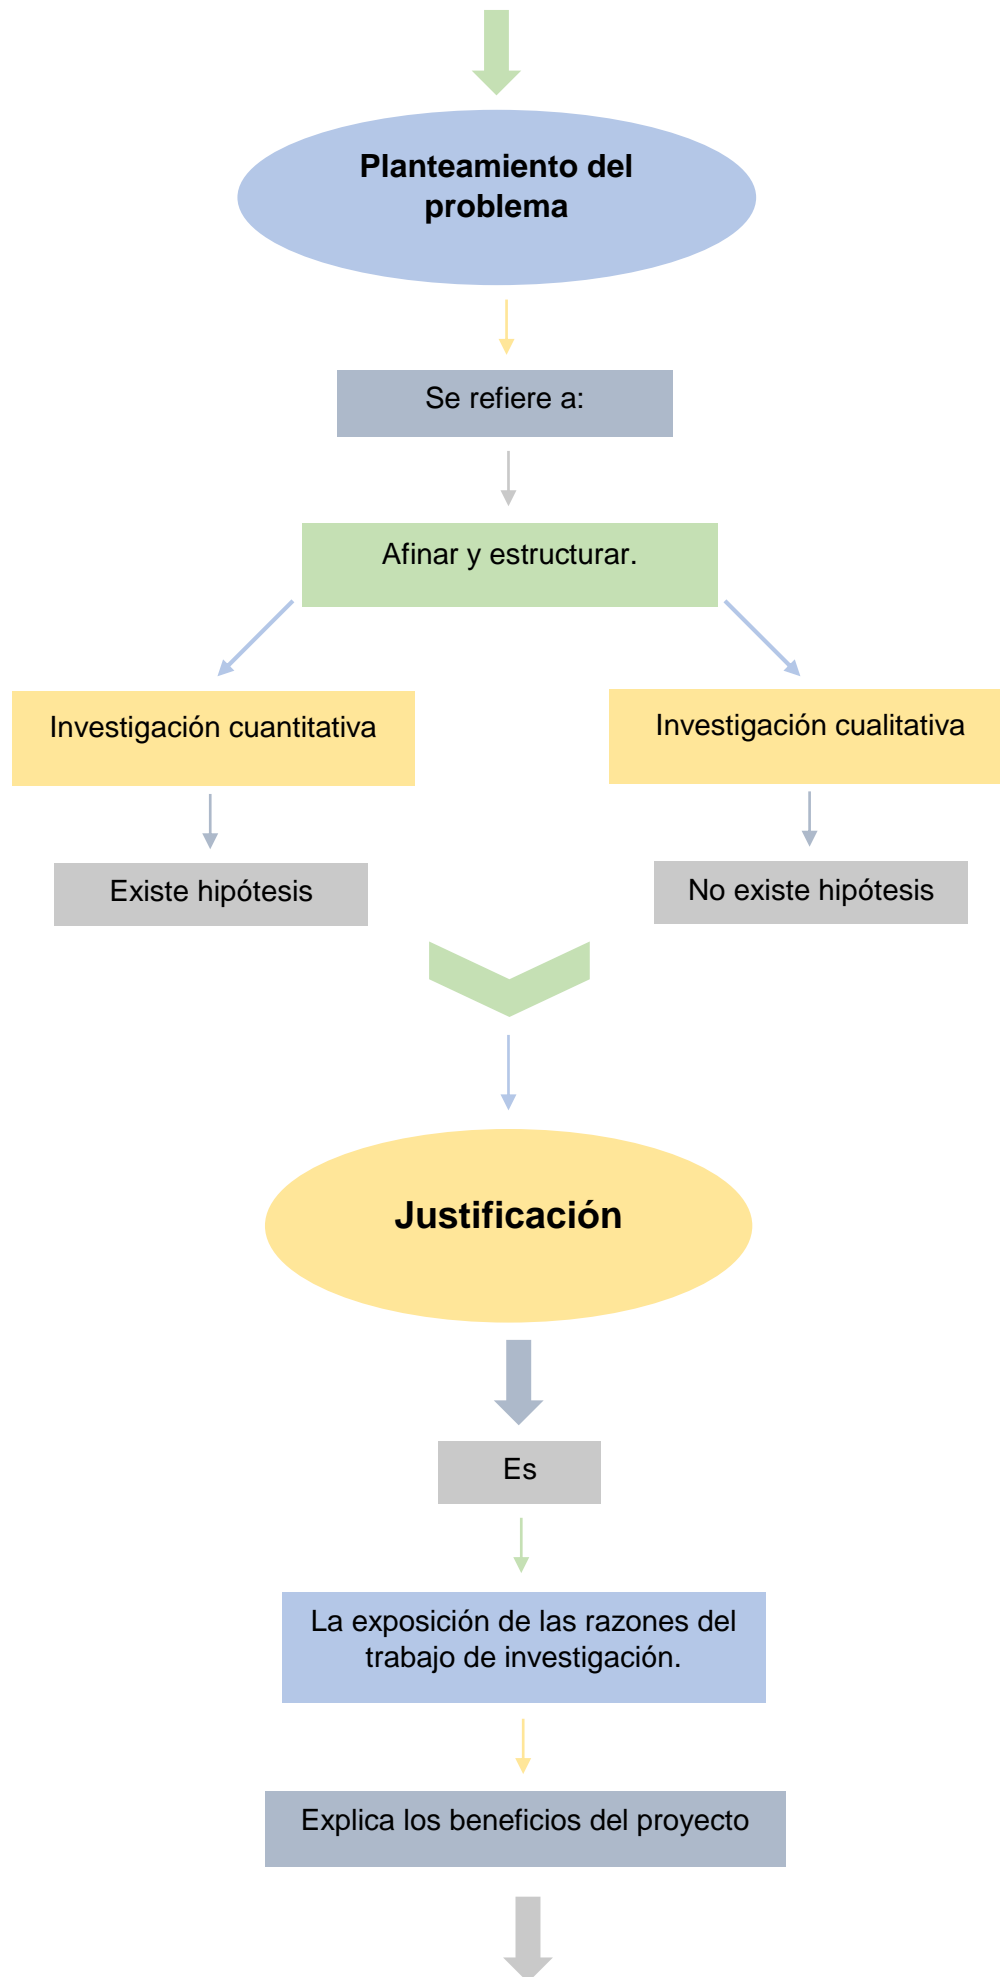 Planteamiento del
problema
Se refiere a:
Afinar y estructurar.
Investigación cuantitativa
Investigación cualitativa
Existe hipótesis
No existe hipótesis
Justificación
Es
La exposición de las razones del
trabajo de investigación.
Explica los beneficios del proyecto